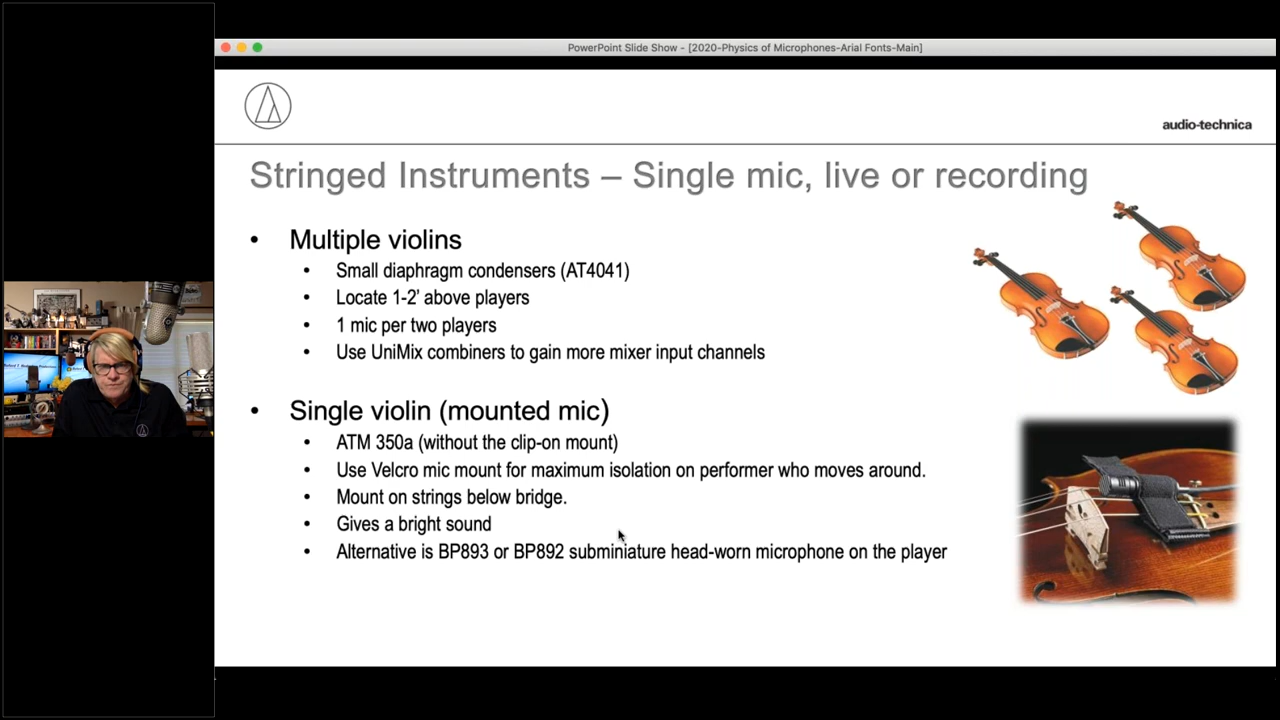 PowerPoint Slide Show - [2020-Physics of Microphones-Arial Fonts-Main]
audio-technica
Stringed Instruments – Single mic, live or recording
• Multiple violins
• Small diaphragm condensers (AT4041)
• Locate 1-2’ above players
• 1 mic per two players
• Use UniMix combiners to gain more mixer input channels
• Single violin (mounted mic)
• ATM 350a (without the clip-on mount)
• Use Velcro mic mount for maximum isolation on performer who moves around.
• Mount on strings below bridge.
• Gives a bright sound
• Alternative is BP893 or BP892 subminiature head-worn microphone on the player